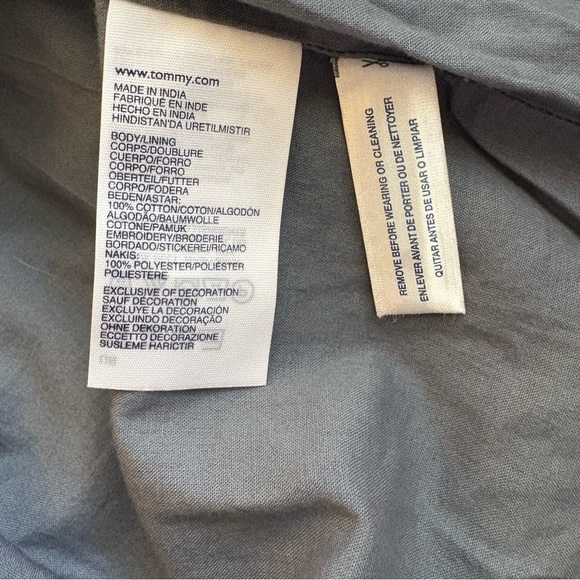 www.tommy.com
MADE IN INDIA
FABRIQUÉ EN INDE
HECHO EN INDIA
HINDISTAN'DA URETILMISTIR
BODY/LINING
CORPS/DOUBLURE
CUERPO/FORRO
CORPO/FORRO
OBERTEIL/FUTTER
CORPO/FODERA
BEDEN/ASTAR:
100% COTTON/COTON/ALGODÓN
ALGODÃO/BAUMWOLLE
COTONE/PAMUK
EMBROIDERY/BRODERIE
BORDADO/STICKEREI/RICAMO
NAKIS:
100% POLYESTER/POLIÉSTER
POLIESTERE
EXCLUSIVE OF DECORATION
SAUF DÉCORATION
EXCLUYE LA DECORACIÓN
EXCLUINDO DECORAÇÃO
OHNE DEKORATION
ECCETTO DECORAZIONE
SUSLEME HARICTIR
REMOVE BEFORE WEARING OR CLEANING
ENLEVER AVANT DE PORTER OU DE NETTOYER
QUITAR ANTES DE USAR O LIMPIAR